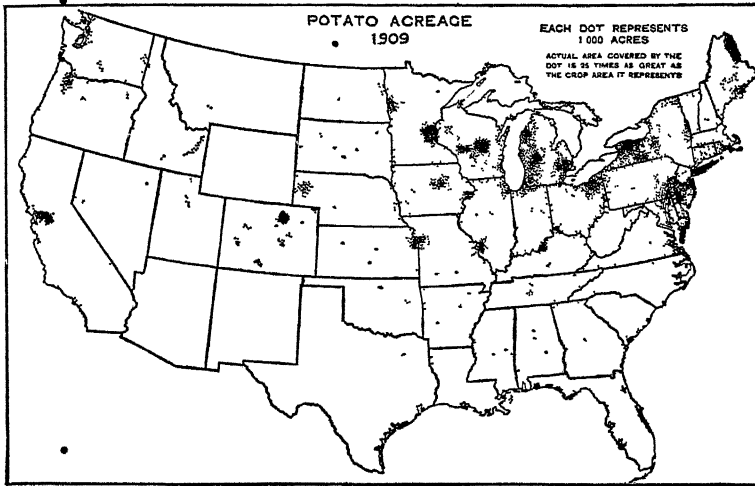 POTATO ACREAGE
1909
EACH DOT REPRESENTS
1 000 ACRES
ACTUAL AREA COVERED BY THE
DOT IS 25 TIMES AS GREAT AS
THE CROP AREA IT REPRESENTS